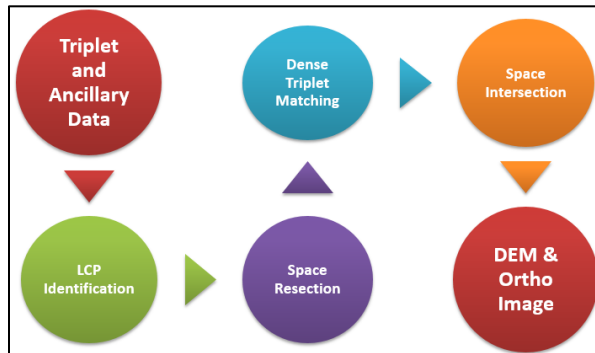 Triplet
and
Ancillary
Data
LCP
Identification
Space
Resection
Dense
Triplet
Matching
Space
Intersection
DEM &
Ortho
Image